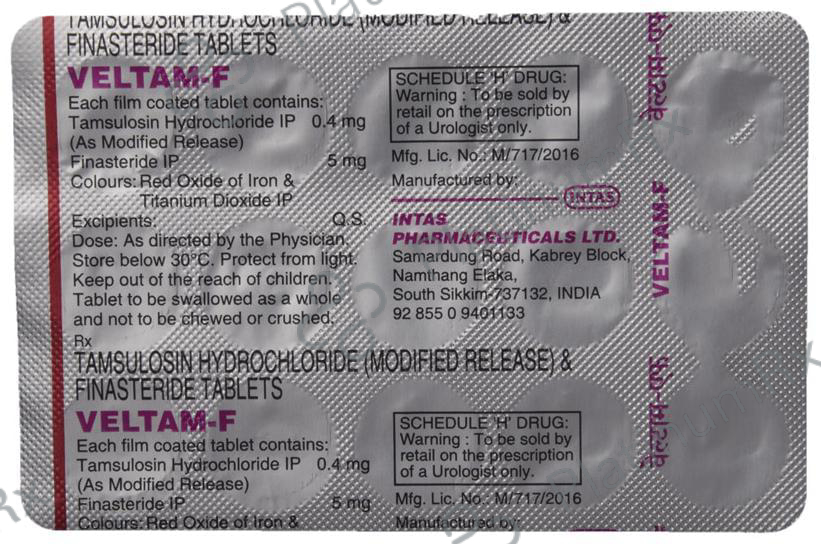 TAMSULOSIN HYDROCHLORIDE (MODIFIED RELEASE) &
FINASTERIDE TABLETS
VELTAM-F
Each film coated tablet contains:
Tamsulosin Hydrochloride IP 0.4 mg
(As Modified Release)
Finasteride IP 5 mg
Colours: Red Oxide of Iron &
Titanium Dioxide IP
Excipients: Q.S.
Dose: As directed by the Physician.
Store below 30°C. Protect from light.
Keep out of the reach of children.
Tablet to be swallowed as a whole
and not to be chewed or crushed.
SCHEDULE 'H' DRUG:
Warning : To be sold by
retail on the prescription
of a Urologist only.
Mfg. Lic. No.: M/717/2016
Manufactured by:
INTAS
INTAS
PHARMACEUTICALS LTD.
Samardung Road, Kabrey Block,
Namthang Elaka,
South Sikkim-737132, INDIA
92 855 0 9401133
Rx
TAMSULOSIN HYDROCHLORIDE (MODIFIED RELEASE) &
FINASTERIDE TABLETS
VELTAM-F
Each film coated tablet contains:
Tamsulosin Hydrochloride IP 0.4 mg
(As Modified Release)
Finasteride IP 5 mg
Colours: Red Oxide of Iron &
SCHEDULE 'H' DRUG:
Warning : To be sold by
retail on the prescription
of a Urologist only.
Mfg. Lic. No.: M/717/2016
Manufactured by:
वेल्टाम-एफ
VELTAM-F
वेल्टाम-एफ